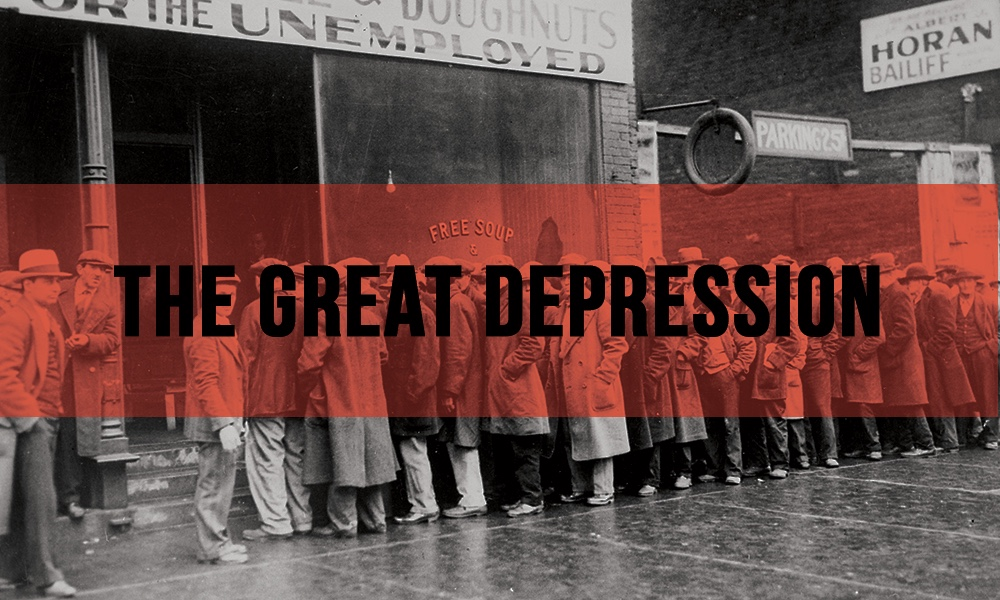 & DOUGHNUTS
OR THE UNEMPLOYED
ALBERT
HORAN
BAILIFF
PARKING 25
FREE SOUP
&
THE GREAT DEPRESSION